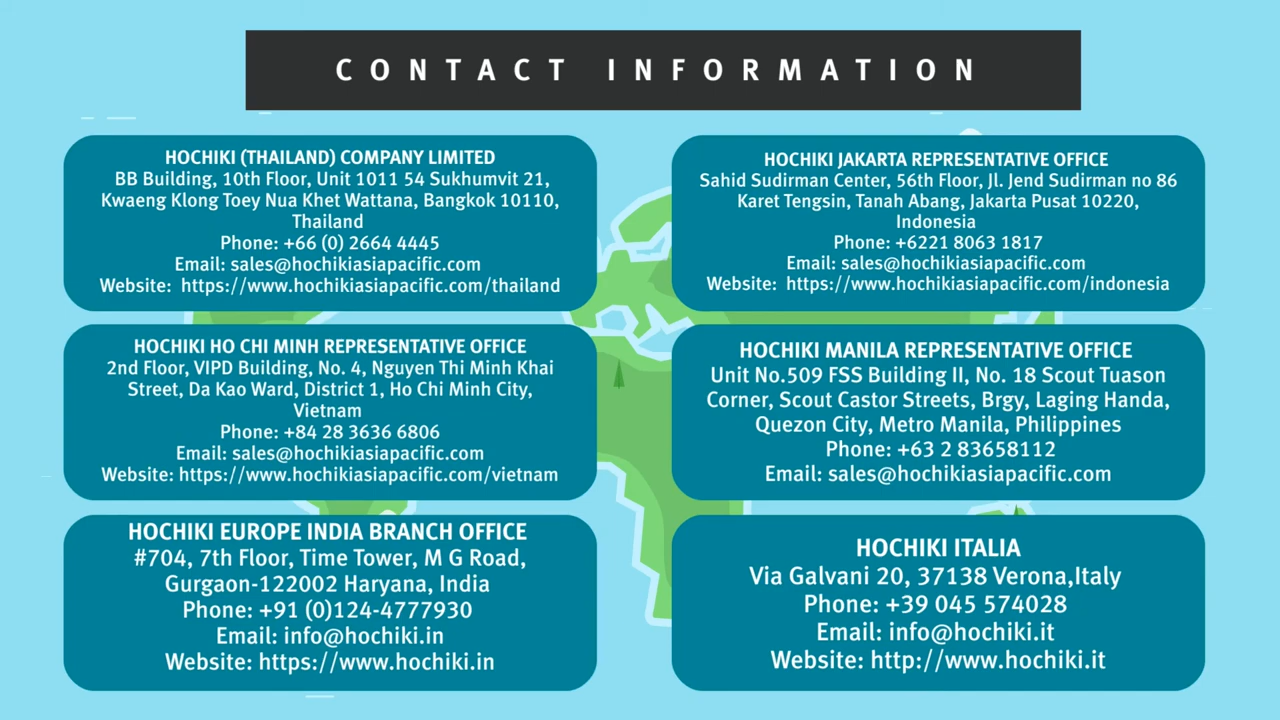 CONTACT INFORMATION
HOCHIKI (THAILAND) COMPANY LIMITED
BB Building, 10th Floor, Unit 1011 54 Sukhumvit 21,
Kwaeng Klong Toey Nua Khet Wattana, Bangkok 10110,
Thailand
Phone: +66 (0) 2664 4445
Email: sales@hochikiasiapacific.com
Website: https://www.hochikiasiapacific.com/thailand
HOCHIKI JAKARTA REPRESENTATIVE OFFICE
Sahid Sudirman Center, 56th Floor, Jl. Jend Sudirman no 86
Karet Tengsin, Tanah Abang, Jakarta Pusat 10220,
Indonesia
Phone: +6221 8063 1817
Email: sales@hochikiasiapacific.com
Website: https://www.hochikiasiapacific.com/indonesia
HOCHIKI HO CHI MINH REPRESENTATIVE OFFICE
2nd Floor, VIPD Building, No. 4, Nguyen Thi Minh Khai
Street, Da Kao Ward, District 1, Ho Chi Minh City,
Vietnam
Phone: +84 28 3636 6806
Email: sales@hochikiasiapacific.com
Website: https://www.hochikiasiapacific.com/vietnam
HOCHIKI MANILA REPRESENTATIVE OFFICE
Unit No.509 FSS Building II, No. 18 Scout Tuason
Corner, Scout Castor Streets, Brgy, Laging Handa,
Quezon City, Metro Manila, Philippines
Phone: +63 2 83658112
Email: sales@hochikiasiapacific.com
HOCHIKI EUROPE INDIA BRANCH OFFICE
#704, 7th Floor, Time Tower, M G Road,
Gurgaon-122002 Haryana, India
Phone: +91 (0)124-4777930
Email: info@hochiki.in
Website: https://www.hochiki.in
HOCHIKI ITALIA
Via Galvani 20, 37138 Verona,Italy
Phone: +39 045 574028
Email: info@hochiki.it
Website: http://www.hochiki.it